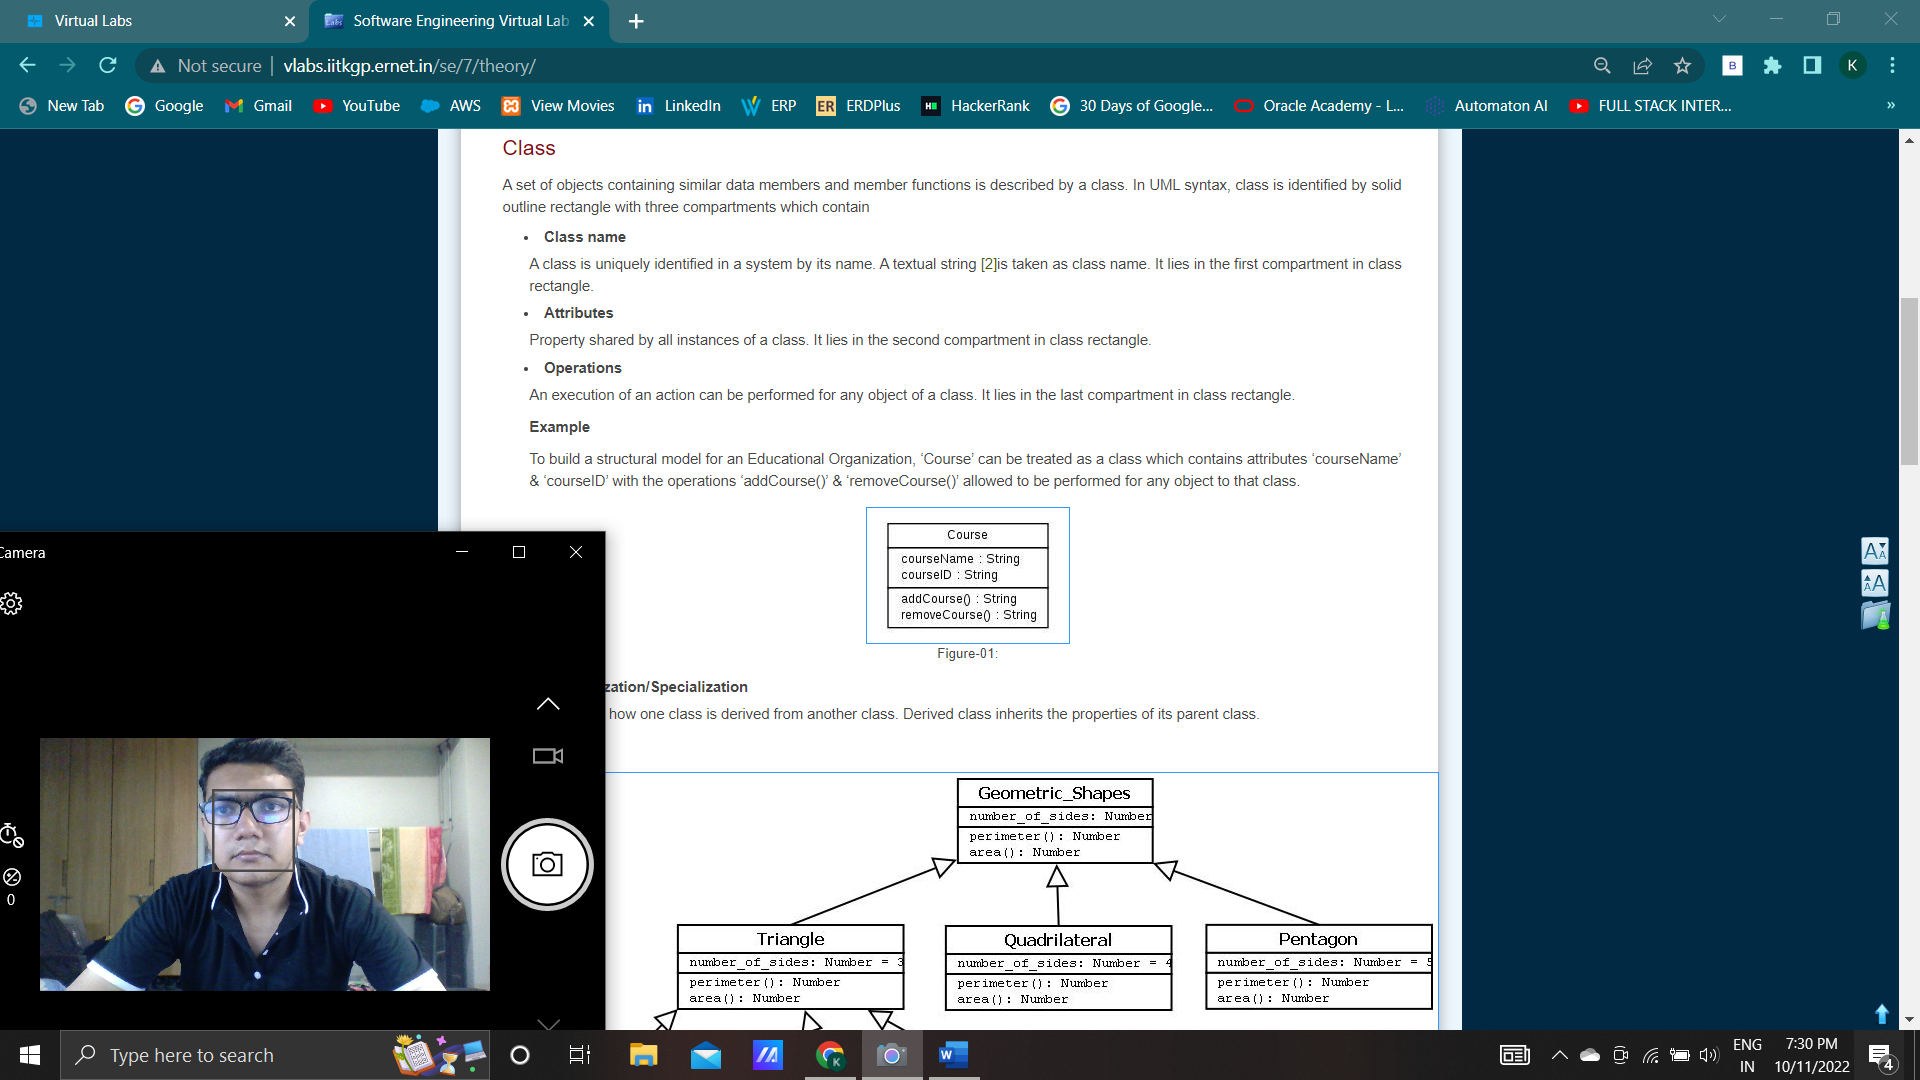 Virtual Labs
Software Engineering Virtual Lab
Not secure
vlabs.iitkgp.ernet.in/se/7/theory/
B
K
New Tab
Google
Gmail
YouTube
AWS
View Movies
LinkedIn
ERP
ER
ERDPlus
HackerRank
30 Days of Google...
Oracle Academy - L...
Automaton AI
FULL STACK INTER...
»
Class
A set of objects containing similar data members and member functions is described by a class. In UML syntax, class is identified by solid
outline rectangle with three compartments which contain
• Class name
A class is uniquely identified in a system by its name. A textual string [2]is taken as class name. It lies in the first compartment in class
rectangle.
• Attributes
Property shared by all instances of a class. It lies in the second compartment in class rectangle.
• Operations
An execution of an action can be performed for any object of a class. It lies in the last compartment in class rectangle.
Example
To build a structural model for an Educational Organization, ‘Course’ can be treated as a class which contains attributes ‘courseName’
& ‘courseID’ with the operations ‘addCourse()’ & ‘removeCourse()’ allowed to be performed for any object to that class.
Course
courseName : String
courseID : String
addCourse() : String
removeCourse() : String
Figure-01:
zation/Specialization
how one class is derived from another class. Derived class inherits the properties of its parent class.
Geometric_Shapes
number_of_sides: Number
perimeter(): Number
area(): Number
Triangle
number_of_sides: Number = 3
perimeter(): Number
area(): Number
Quadrilateral
number_of_sides: Number = 4
perimeter(): Number
area(): Number
Pentagon
number_of_sides: Number = 5
perimeter(): Number
area(): Number
Camera
0
Type here to search
ENG
IN
7:30 PM
10/11/2022
4